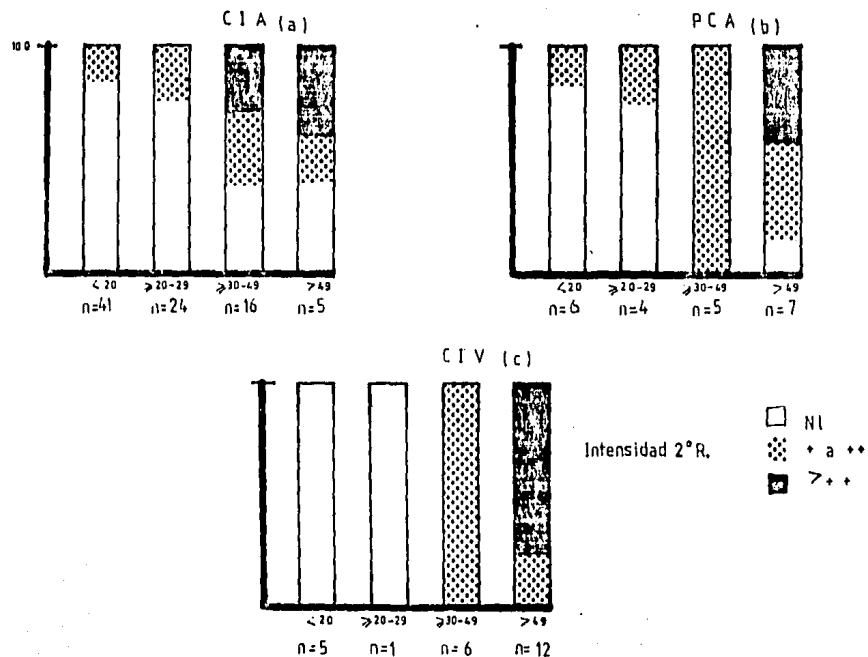 CIA (a)
100
< 20 ⩾20-29 ⩾30-49 >49
n=41 n=24 n=16 n=5
PCA (b)
< 20 ⩾20-29 ⩾30-49 >49
n=6 n=4 n=5 n=7
CIV (c)
< 20 ⩾20-29 ⩾30-49 >49
n=5 n=1 n=6 n=12
Intensidad 2°R.
Nl
+ a ++
>++